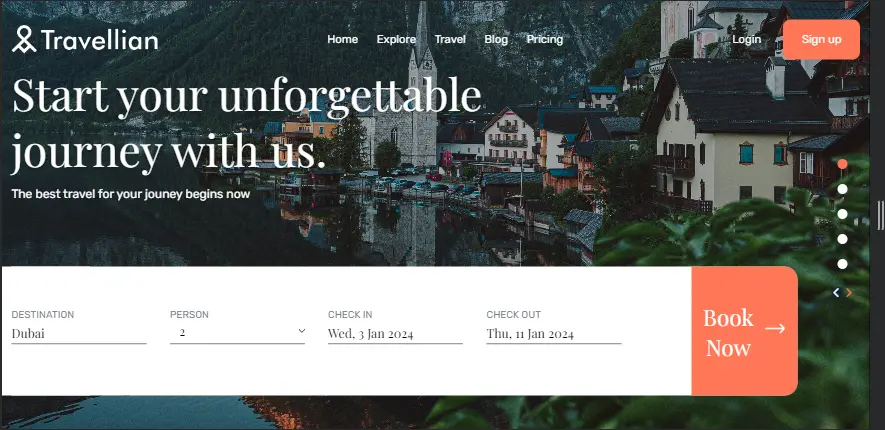 Travellian
Home Explore Travel Blog Pricing
Login Sign up
Start your unforgettable
journey with us.
The best travel for your jouney begins now
DESTINATION PERSON CHECK IN CHECK OUT
Dubai 2 Wed, 3 Jan 2024 Thu, 11 Jan 2024
Book
Now